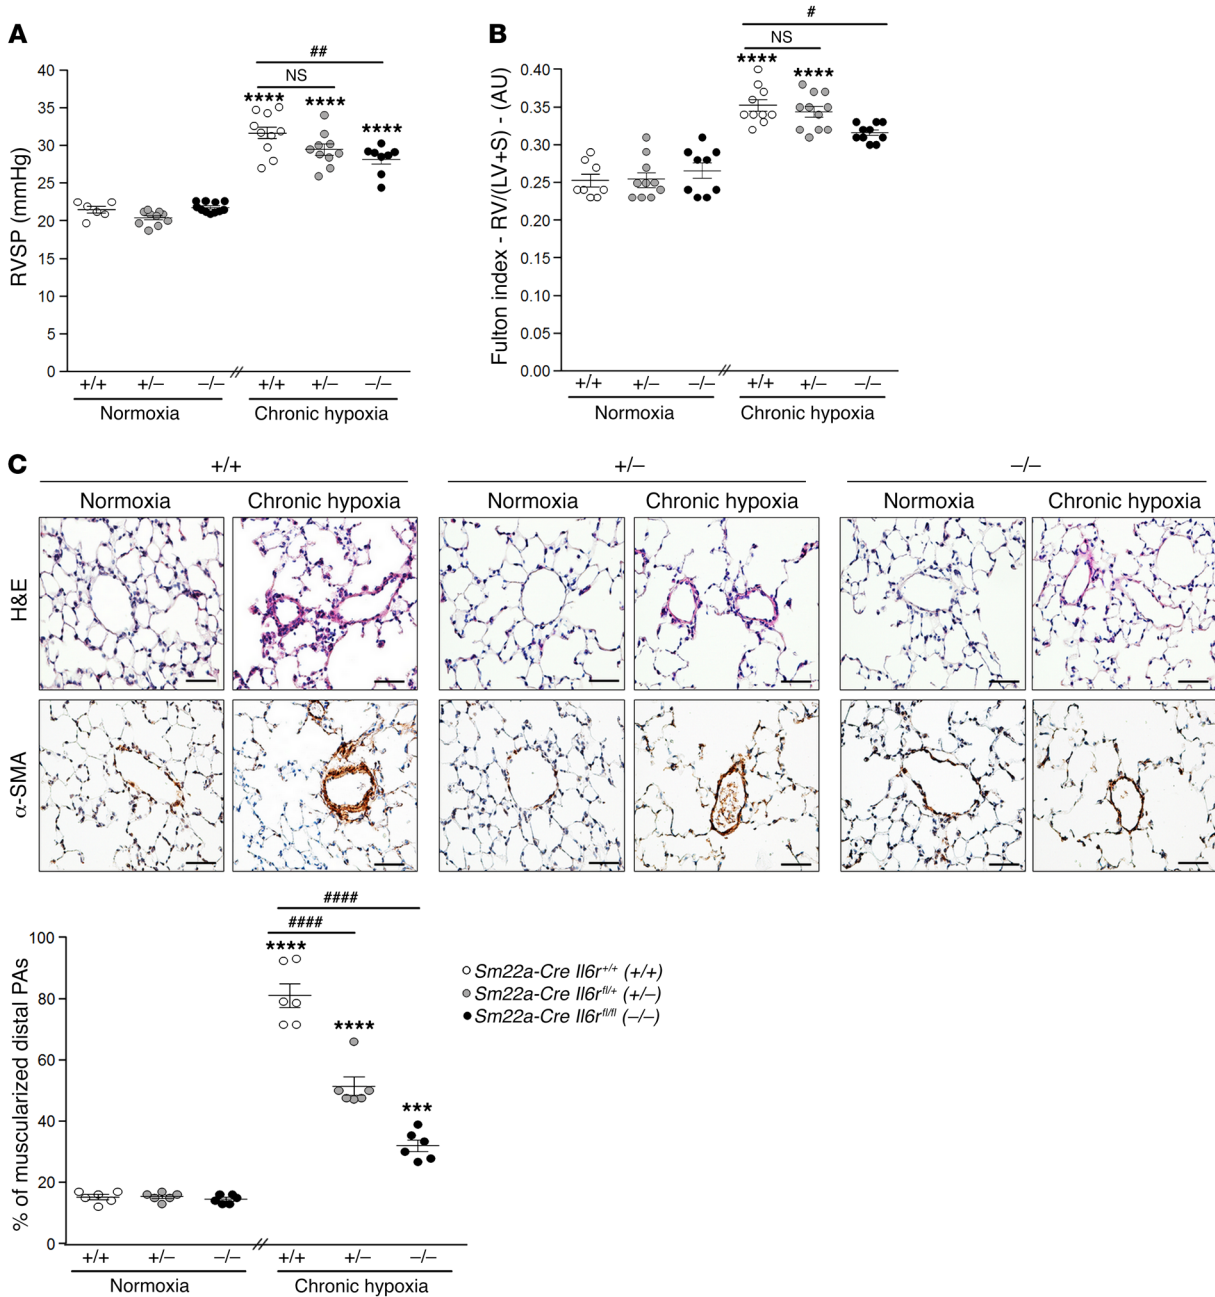 A
##
NS
****
****
****
40
35
30
25
20
15
10
5
0
RVSP (mmHg)
+/+
+/–
–/–
+/+
+/–
–/–
Normoxia
Chronic hypoxia
B
#
NS
****
****
0.40
0.35
0.30
0.25
0.20
0.15
0.10
0.05
0.00
Fulton index - RV/(LV+S) - (AU)
+/+
+/–
–/–
+/+
+/–
–/–
Normoxia
Chronic hypoxia
C
+/+
+/–
–/–
Normoxia
Chronic hypoxia
Normoxia
Chronic hypoxia
Normoxia
Chronic hypoxia
H&E
α-SMA
####
####
****
****
***
100
80
60
40
20
0
% of muscularized distal PAs
+/+
+/–
–/–
+/+
+/–
–/–
Normoxia
Chronic hypoxia
Sm22a-Cre Il6r+/+ (+/+)
Sm22a-Cre Il6rfl/+ (+/–)
Sm22a-Cre Il6rfl/fl (–/–)